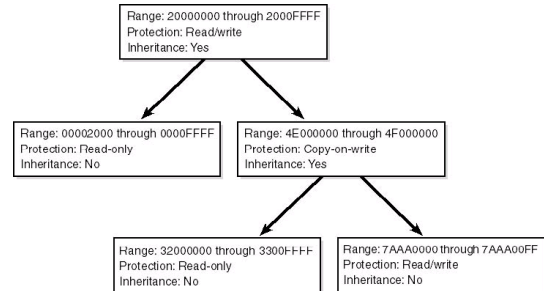 Range: 20000000 through 2000FFFF
Protection: Read/write
Inheritance: Yes
Range: 00002000 through 0000FFFF
Protection: Read-only
Inheritance: No
Range: 4E000000 through 4F000000
Protection: Copy-on-write
Inheritance: Yes
Range: 32000000 through 3300FFFF
Protection: Read-only
Inheritance: No
Range: 7AAA0000 through 7AAA00FF
Protection: Read/write
Inheritance: No